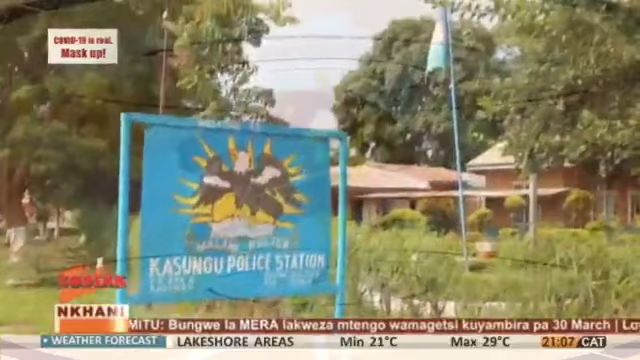 COVID-19 is real.
Mask up!
MALAWI POLICE
KASUNGU POLICE STATION
NKHANI
MITU: Bungwe la MERA lakweza mtengo wamagetsi kuyambira pa 30 March
WEATHER FORECAST LAKESHORE AREAS Min 21°C Max 29°C 21:07 CAT